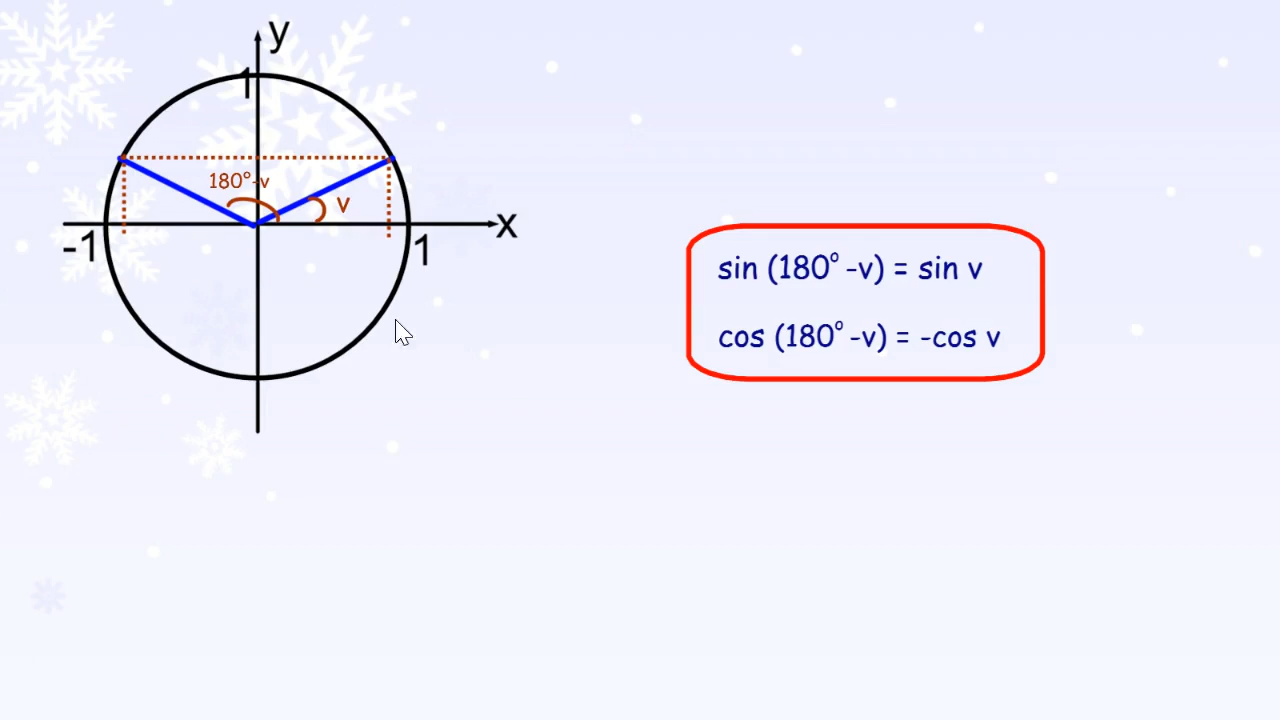 y
1
180°-v
v
x
-1
1
sin (180° -v) = sin v
cos (180° -v) = -cos v